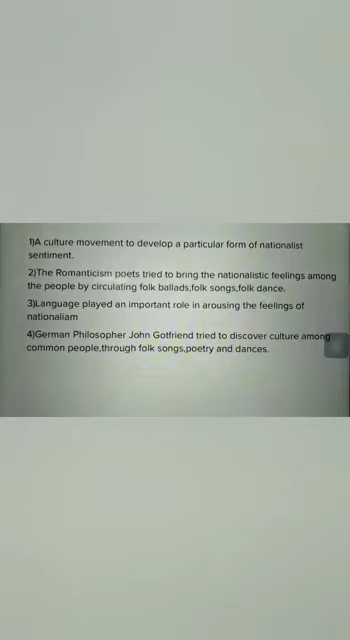 1)A culture movement to develop a particular form of nationalist
sentiment.
2)The Romanticism poets tried to bring the nationalistic feelings among
the people by circulating folk ballads,folk songs,folk dance.
3)Language played an important role in arousing the feelings of
nationaliam
4)German Philosopher John Gotfriend tried to discover culture among
common people,through folk songs,poetry and dances.